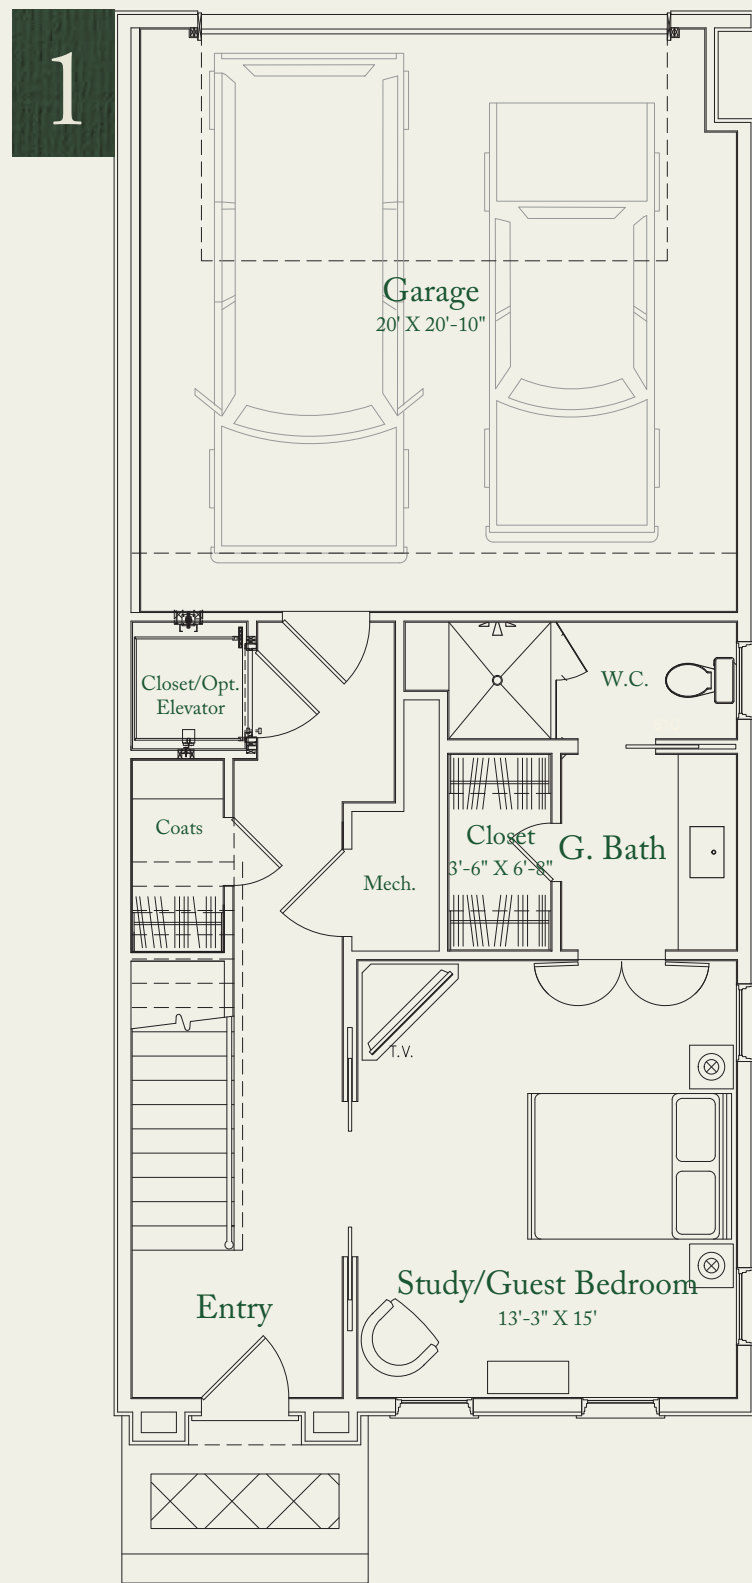 1
Garage
20' X 20'-10"
Closet/Opt.
Elevator
W.C.
Coats
Closet
3'-6" X 6'-8"
G. Bath
Mech.
T.V.
Study/Guest Bedroom
13'-3" X 15'
Entry